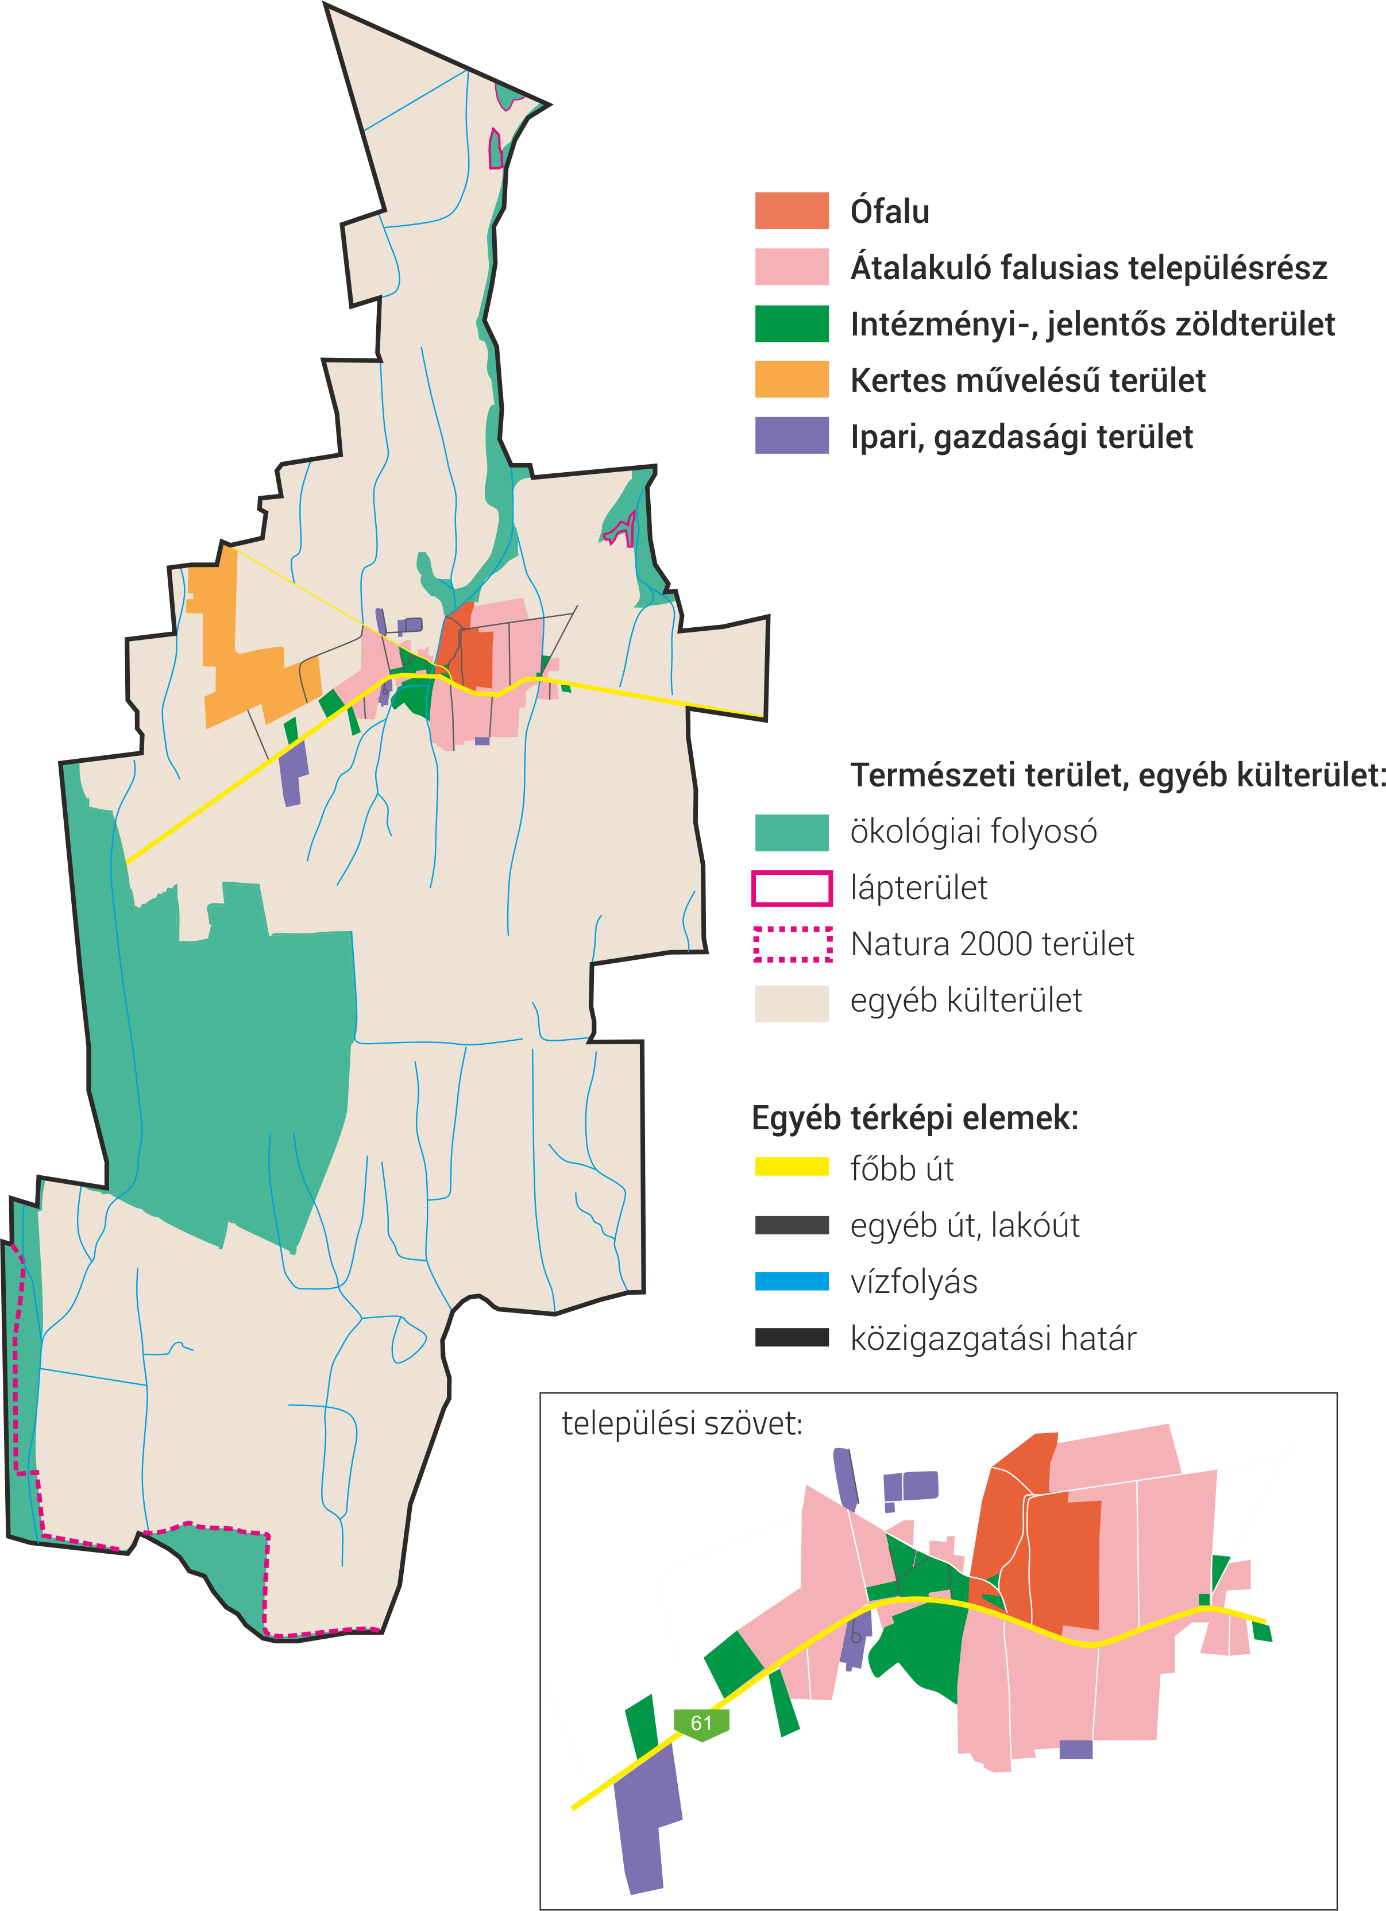 Ófalu
Átalakuló falusias településrész
Intézményi-, jelentős zöldterület
Kertes művelésű terület
Ipari, gazdasági terület
Természeti terület, egyéb külterület:
ökológiai folyosó
lápterület
Natura 2000 terület
egyéb külterület
Egyéb térképi elemek:
főbb út
egyéb út, lakóút
vízfolyás
közigazgatási határ
települési szövet:
61